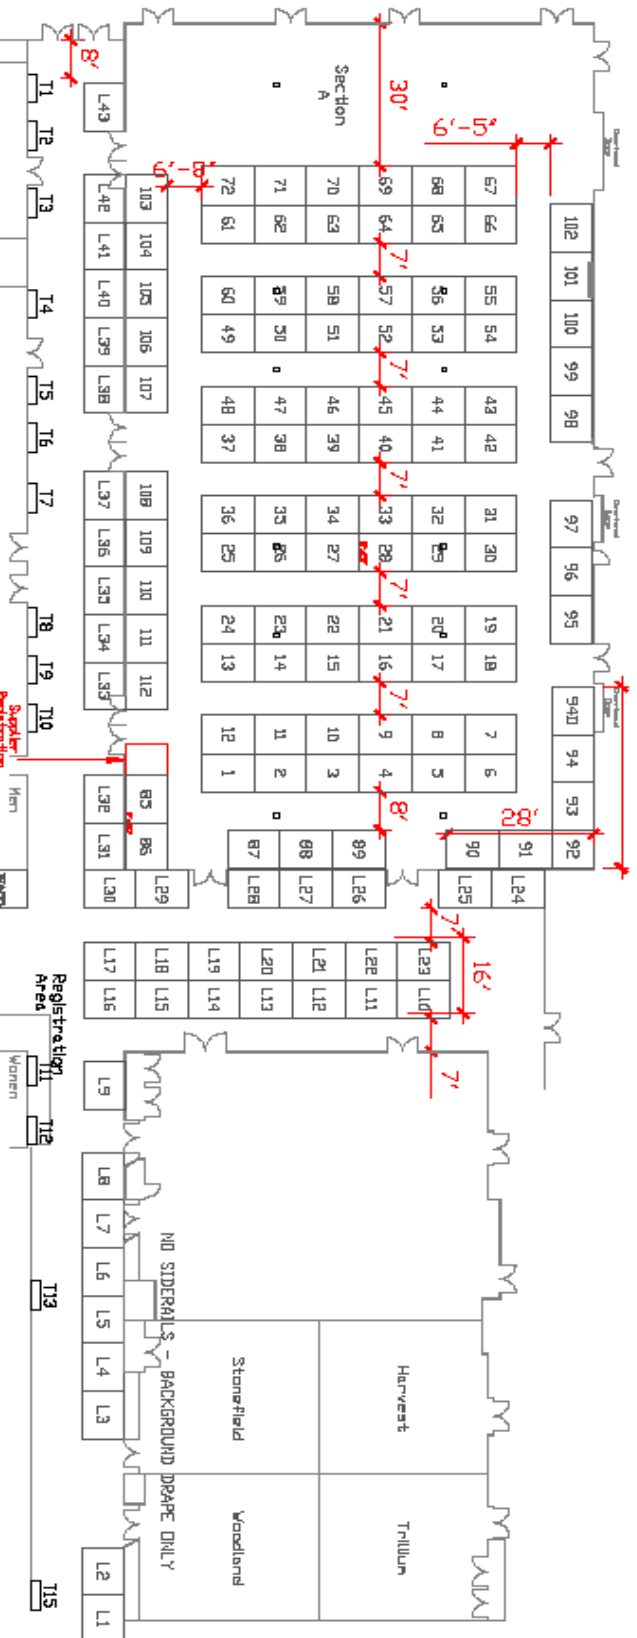 8'
T1
T2
T3
T4
T5
T6
T7
T8
T9
T10
Supplier
Registration
Men
L43
L42
L41
L40
L39
L38
L37
L36
L35
L34
L33
L32
L31
L30
L29
103
104
105
106
107
108
109
110
111
112
85
86
Section
A
30'
6'-5"
72 71 70 69 68 67
61 62 63 64 65 66
7'
60 59 58 57 56 55
49 50 51 52 53 54
7'
48 47 46 45 44 43
37 38 39 40 41 42
7'
36 35 34 33 32 31
25 26 27 28 29 30
7'
24 23 22 21 20 19
13 14 15 16 17 18
7'
12 11 10 9 8 7
1 2 3 4 5 6
8'
87 88 89
90 91 92
28'
102
101
100
99
98
97
96
95
94D
94
93
Overhead
Door
L28 L27 L26
L25 L24
7'
16'
L17 L18 L19 L20 L21 L22 L23
L16 L15 L14 L13 L12 L11 L10
7'
Registration
Area
Women
T11
T12
T13
T15
L9
L8
L7
L6
L5
L4
L3
L2
L1
NO SIDERAILS - BACKGROUND DRAPE ONLY
Stonefield
Harvest
Woodland
Trillium